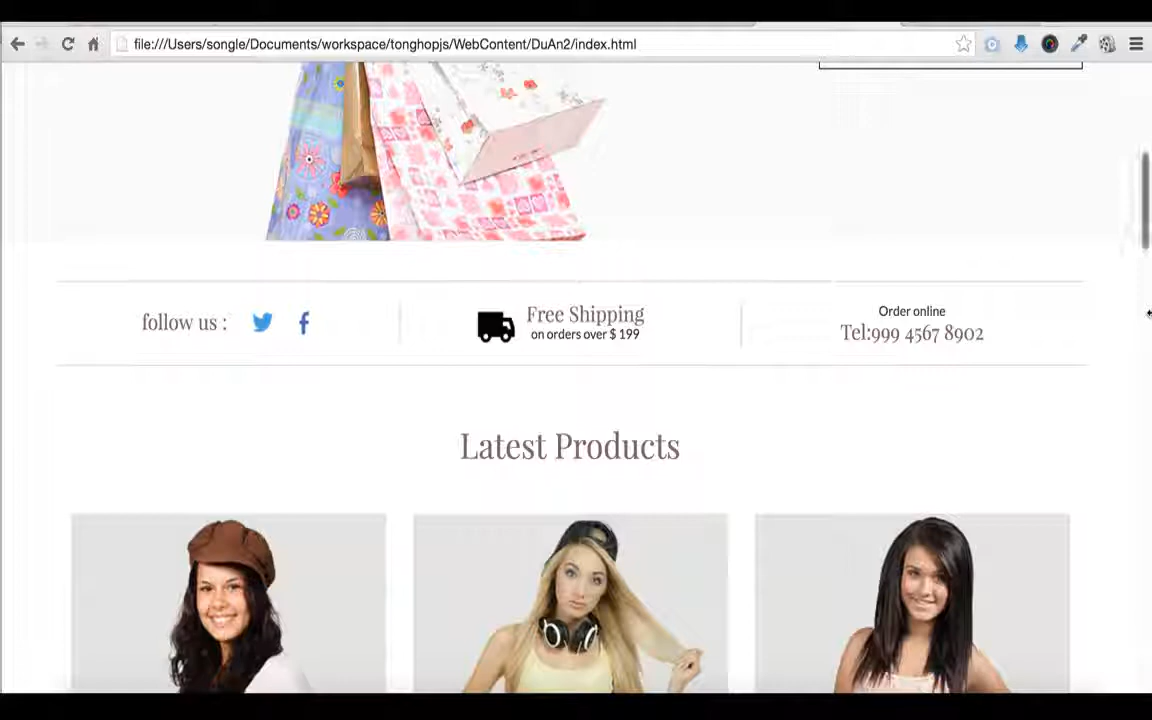 file:///Users/songle/Documents/workspace/tonghopjs/WebContent/DuAn2/index.html
follow us :
Free Shipping
on orders over $ 199
Order online
Tel:999 4567 8902
Latest Products